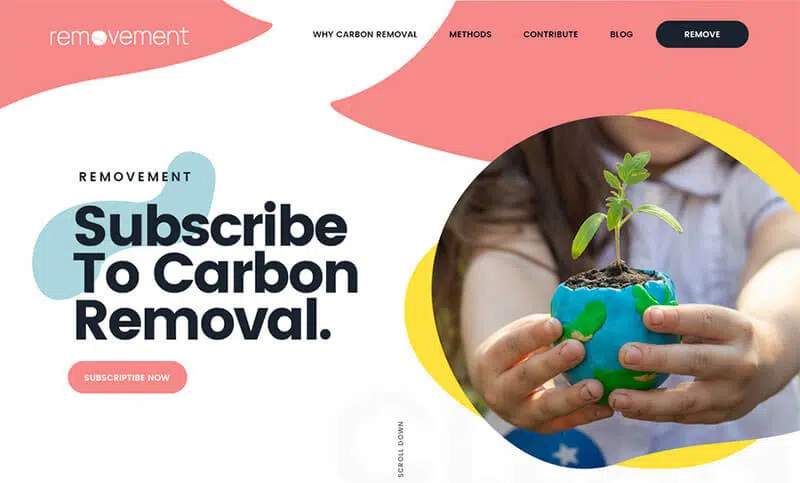 removement
WHY CARBON REMOVAL METHODS CONTRIBUTE BLOG REMOVE
REMOVEMENT
Subscribe
To Carbon
Removal.
SUBSCRIPTIBE NOW
SCROLL DOWN